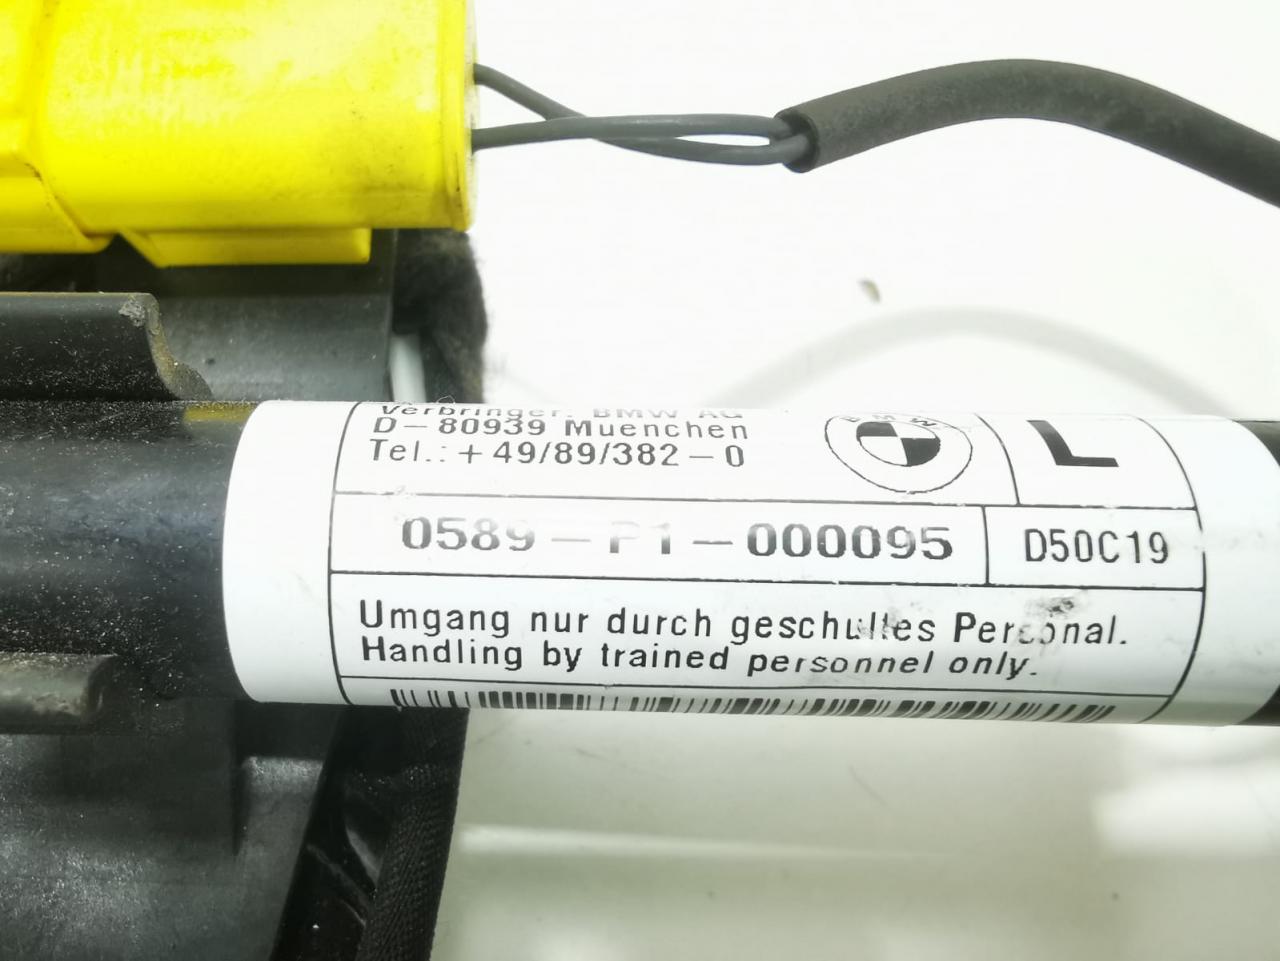 Verbringer: BMW AG
D-80939 Muenchen
Tel.: +49/89/382-0
BMW
L
0589-P1-000095
D50C19
Umgang nur durch geschultes Personal.
Handling by trained personnel only.